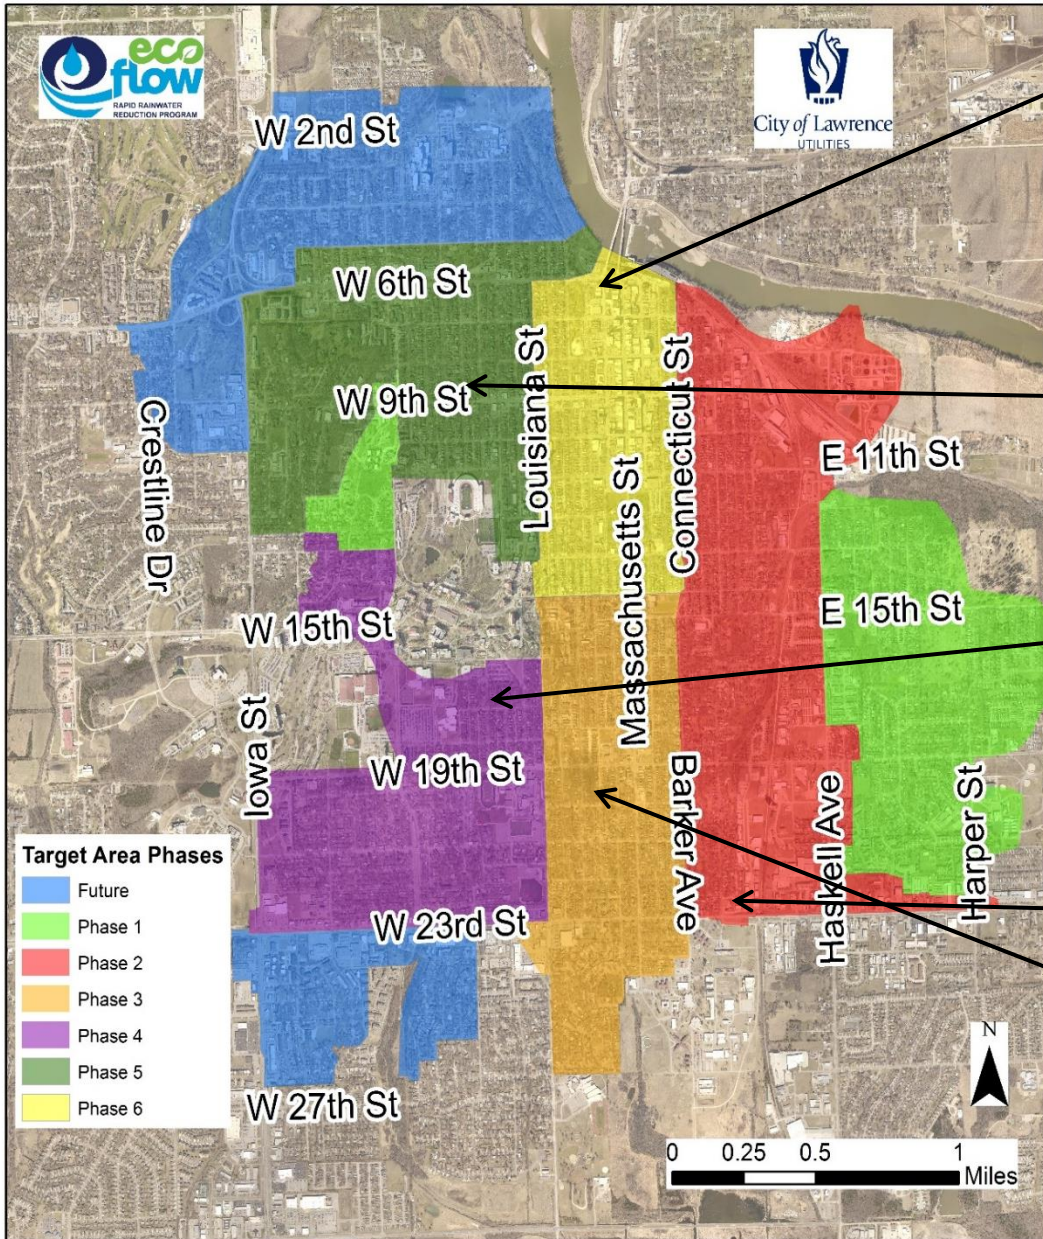 eco
flow
RAPID RAINWATER
REDUCTION PROGRAM
City of Lawrence
UTILITIES
W 2nd St
W 6th St
W 9th St
Louisiana St
Connecticut St
Massachusetts St
Crestline Dr
E 11th St
W 15th St
E 15th St
Iowa St
W 19th St
Barker Ave
Haskell Ave
Harper St
W 23rd St
W 27th St
Target Area Phases
Future
Phase 1
Phase 2
Phase 3
Phase 4
Phase 5
Phase 6
N
0 0.25 0.5 1
Miles